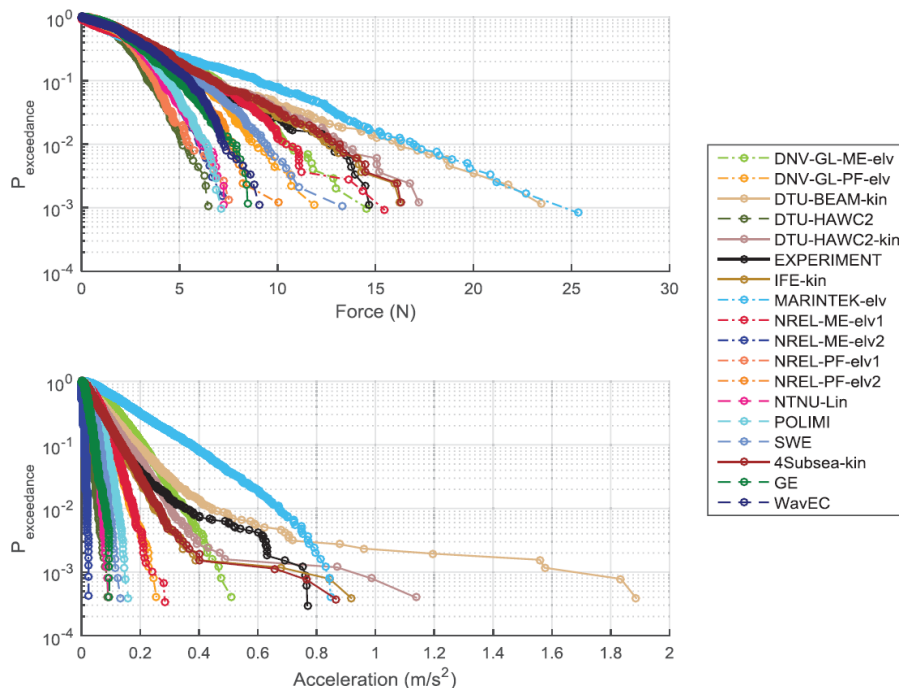 10^0
10^-1
10^-2
10^-3
10^-4
P_exceedance
0 5 10 15 20 25 30
Force (N)
10^0
10^-1
10^-2
10^-3
10^-4
P_exceedance
0 0.2 0.4 0.6 0.8 1 1.2 1.4 1.6 1.8 2
Acceleration (m/s²)
DNV-GL-ME-elv
DNV-GL-PF-elv
DTU-BEAM-kin
DTU-HAWC2
DTU-HAWC2-kin
EXPERIMENT
IFE-kin
MARINTEK-elv
NREL-ME-elv1
NREL-ME-elv2
NREL-PF-elv1
NREL-PF-elv2
NTNU-Lin
POLIMI
SWE
4Subsea-kin
GE
WavEC